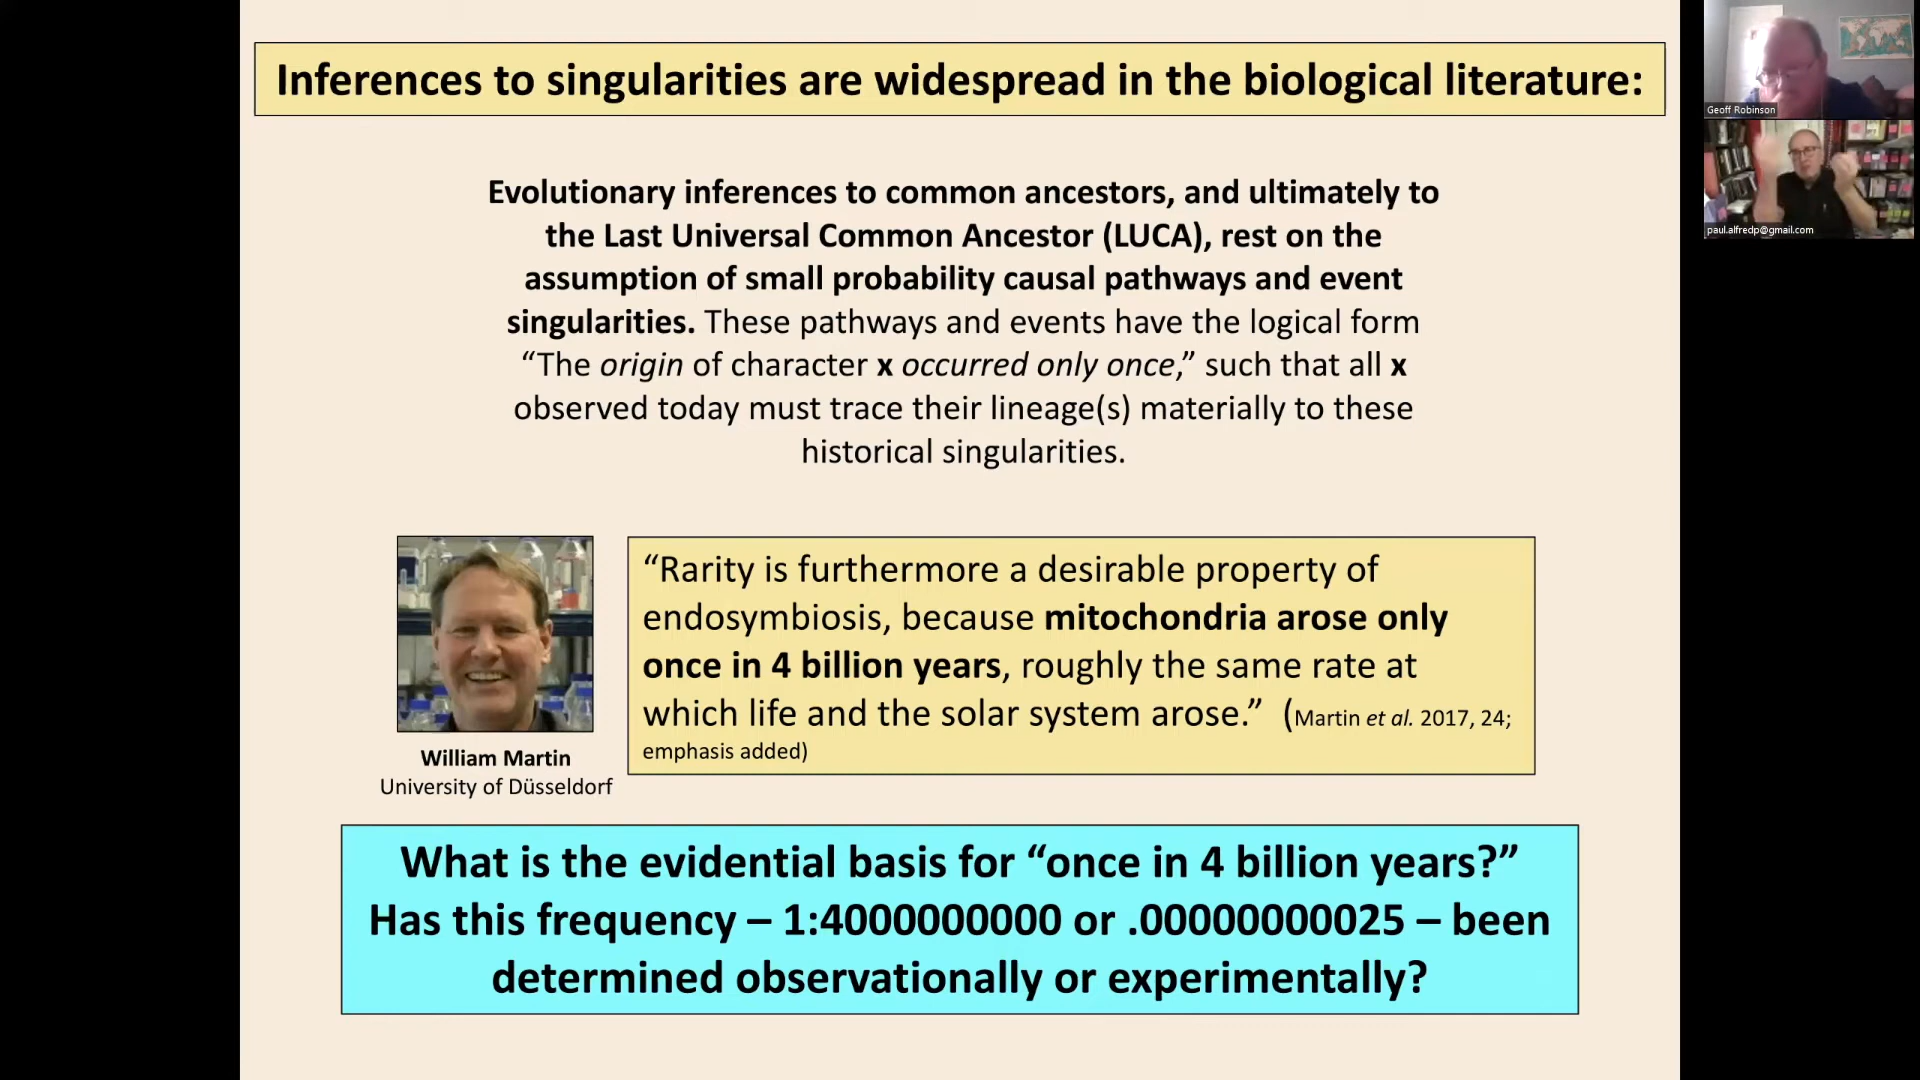 Inferences to singularities are widespread in the biological literature:
Evolutionary inferences to common ancestors, and ultimately to
the Last Universal Common Ancestor (LUCA), rest on the
assumption of small probability causal pathways and event
singularities. These pathways and events have the logical form
“The origin of character x occurred only once,” such that all x
observed today must trace their lineage(s) materially to these
historical singularities.
“Rarity is furthermore a desirable property of
endosymbiosis, because mitochondria arose only
once in 4 billion years, roughly the same rate at
which life and the solar system arose.” (Martin et al. 2017, 24;
emphasis added)
William Martin
University of Düsseldorf
What is the evidential basis for “once in 4 billion years?”
Has this frequency – 1:4000000000 or .00000000025 – been
determined observationally or experimentally?
Geoff Robinson
paul.alfredp@gmail.com